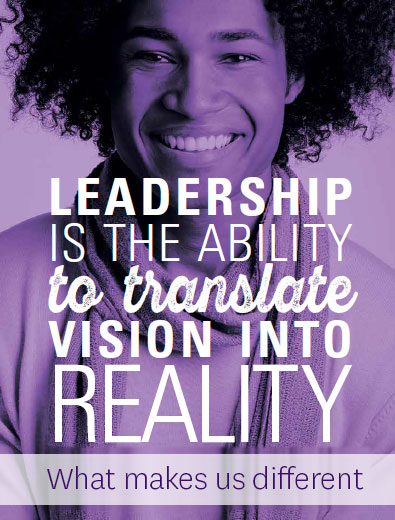 LEADERSHIP
IS THE ABILITY
to translate
VISION INTO
REALITY
What makes us different